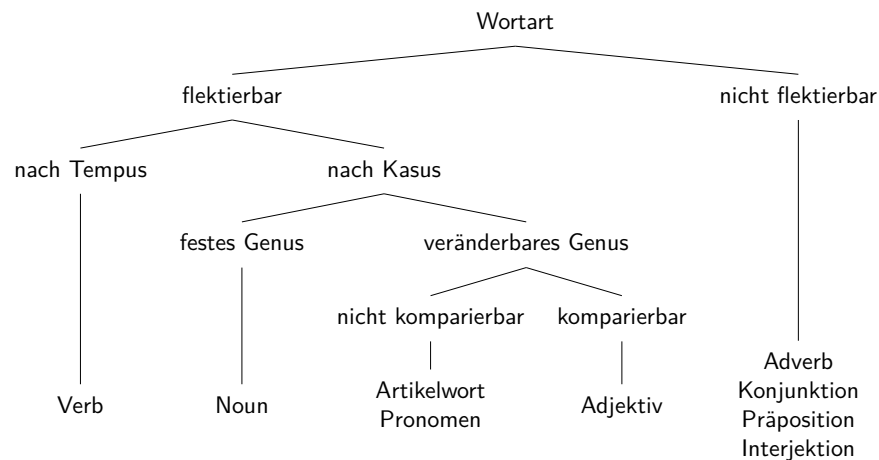 Wortart
flektierbar
nicht flektierbar
nach Tempus
nach Kasus
festes Genus
veränderbares Genus
nicht komparierbar
komparierbar
Verb
Noun
Artikelwort
Pronomen
Adjektiv
Adverb
Konjunktion
Präposition
Interjektion